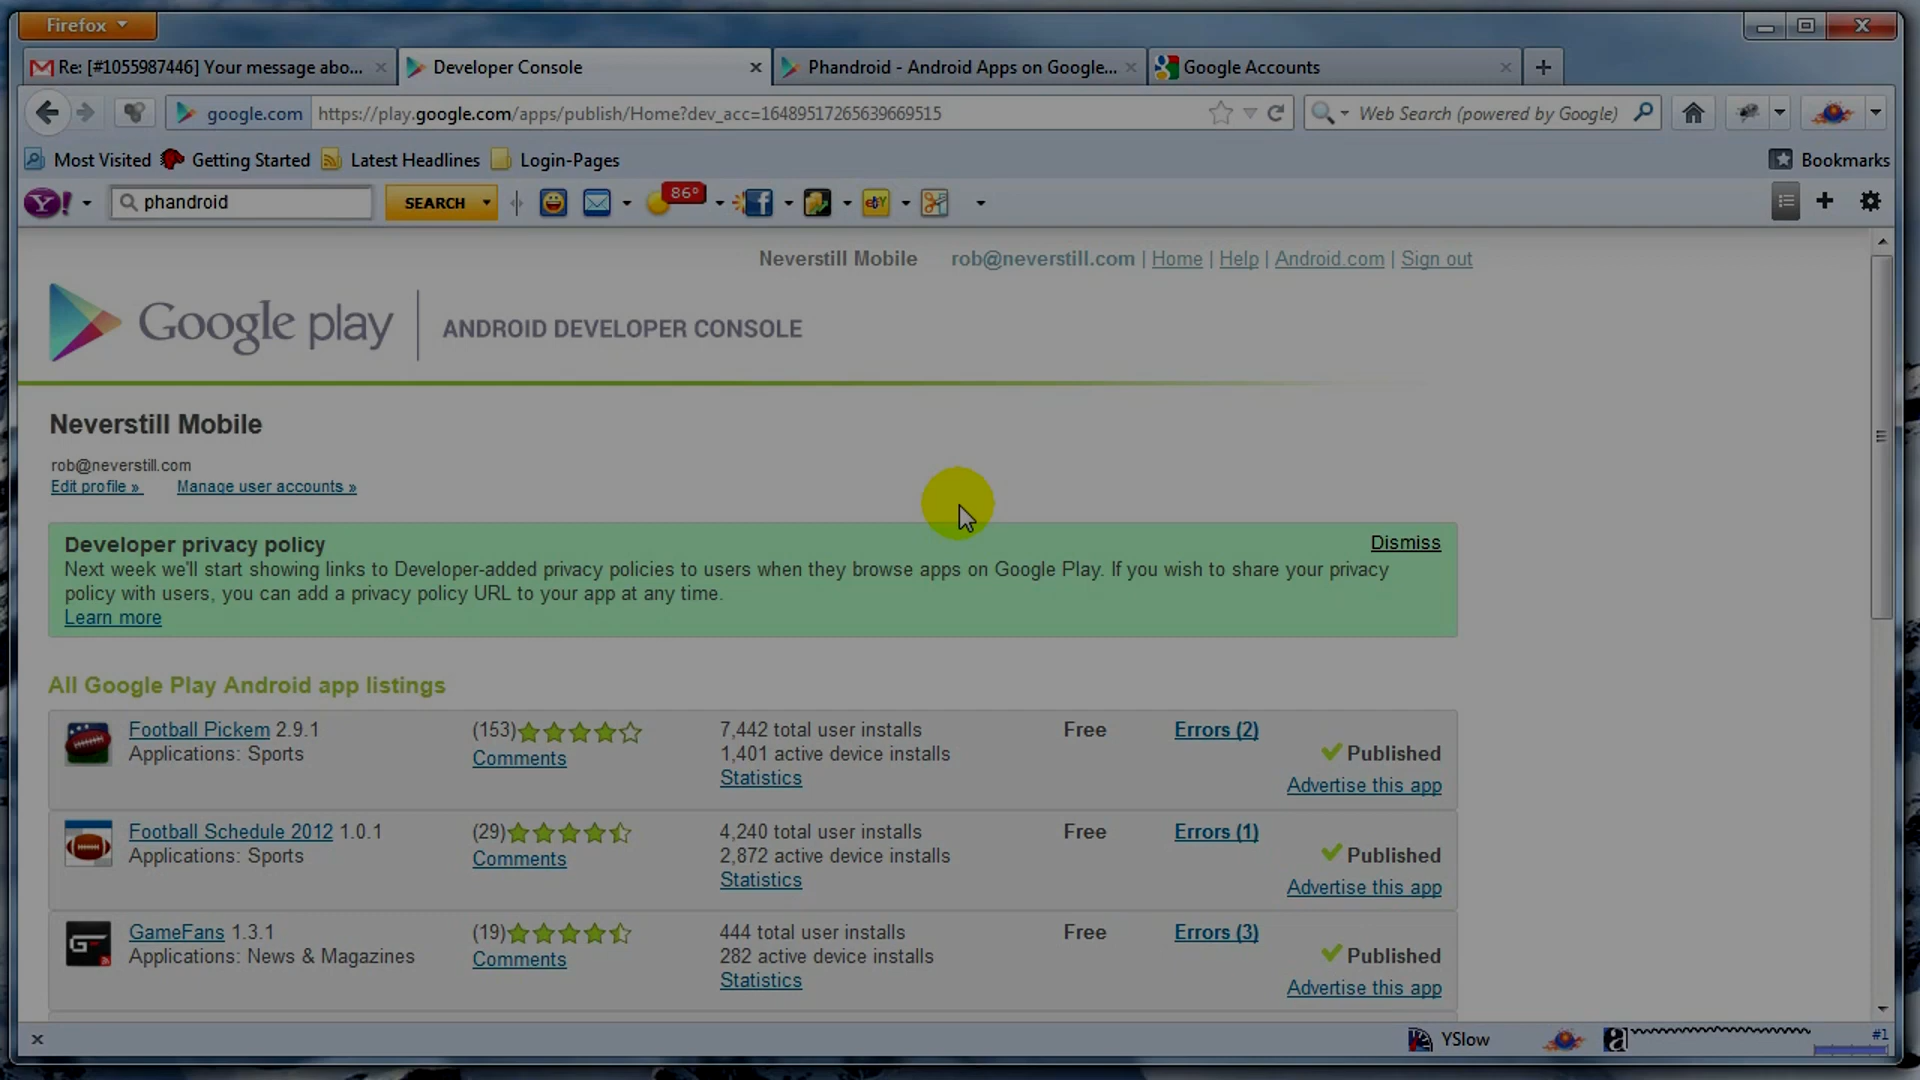 Firefox
Re: [#1055987446] Your message abo...
Developer Console
Phandroid - Android Apps on Google...
Google Accounts
google.com
https://play.google.com/apps/publish/Home?dev_acc=16489517265639669515
Web Search (powered by Google)
Most Visited
Getting Started
Latest Headlines
Login-Pages
Bookmarks
Y!
phandroid
SEARCH
86°
Neverstill Mobile
rob@neverstill.com | Home | Help | Android.com | Sign out
Google play
ANDROID DEVELOPER CONSOLE
Neverstill Mobile
rob@neverstill.com
Edit profile »
Manage user accounts »
Developer privacy policy
Dismiss
Next week we'll start showing links to Developer-added privacy policies to users when they browse apps on Google Play. If you wish to share your privacy
policy with users, you can add a privacy policy URL to your app at any time.
Learn more
All Google Play Android app listings
Football Pickem 2.9.1
Applications: Sports
(153)
Comments
7,442 total user installs
1,401 active device installs
Statistics
Free
Errors (2)
Published
Advertise this app
Football Schedule 2012 1.0.1
Applications: Sports
(29)
Comments
4,240 total user installs
2,872 active device installs
Statistics
Free
Errors (1)
Published
Advertise this app
GameFans 1.3.1
Applications: News & Magazines
(19)
Comments
444 total user installs
282 active device installs
Statistics
Free
Errors (3)
Published
Advertise this app
YSlow
a
#1